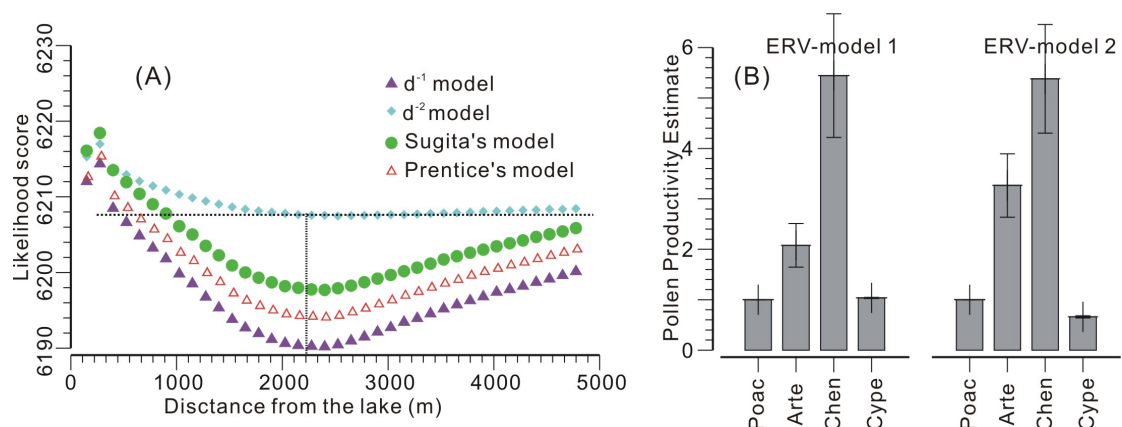 (A)
Likelihood score
6230
6220
6210
6200
6190
d⁻¹ model
d⁻² model
Sugita's model
Prentice's model
0 1000 2000 3000 4000 5000
Disctance from the lake (m)
(B)
Pollen Productivity Estimate
6
4
2
0
ERV-model 1
Poac Arte Chen Cype
ERV-model 2
Poac Arte Chen Cype